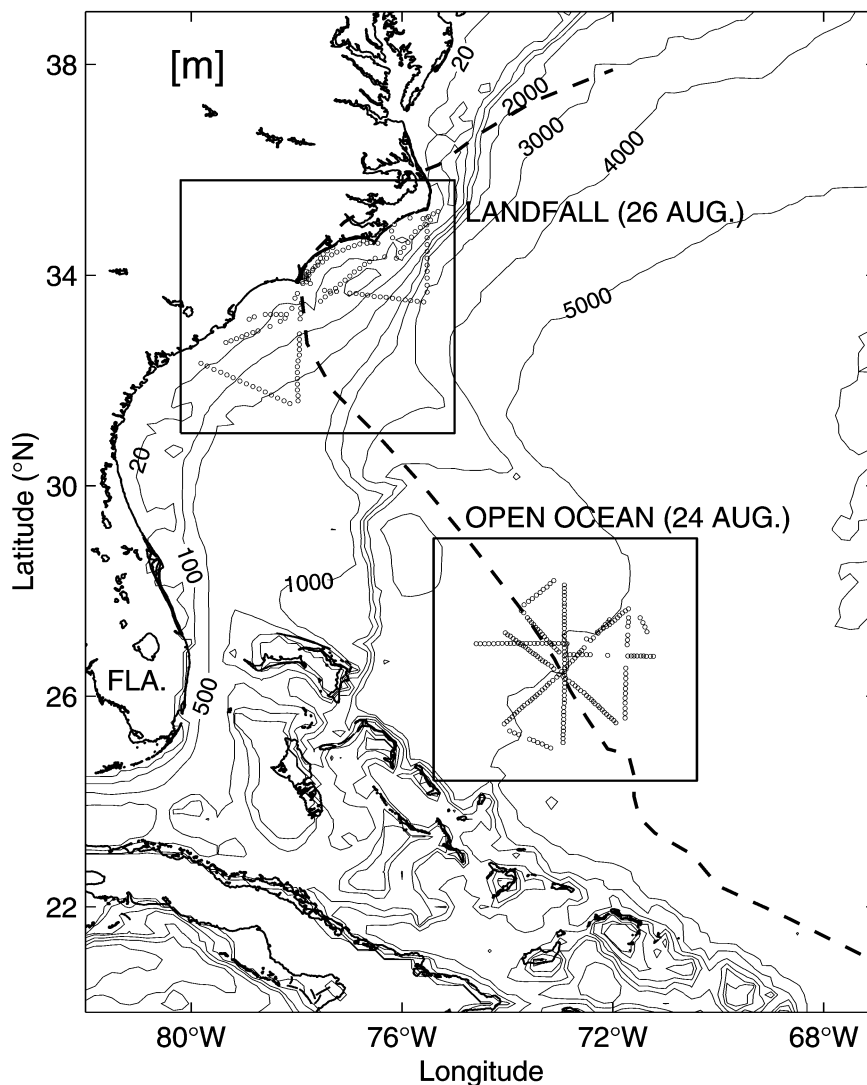 38
[m]
20
2000
3000
4000
LANDFALL (26 AUG.)
34
5000
Latitude (°N)
20
30
OPEN OCEAN (24 AUG.)
100
1000
FLA.
26
500
22
80°W
76°W
72°W
68°W
Longitude